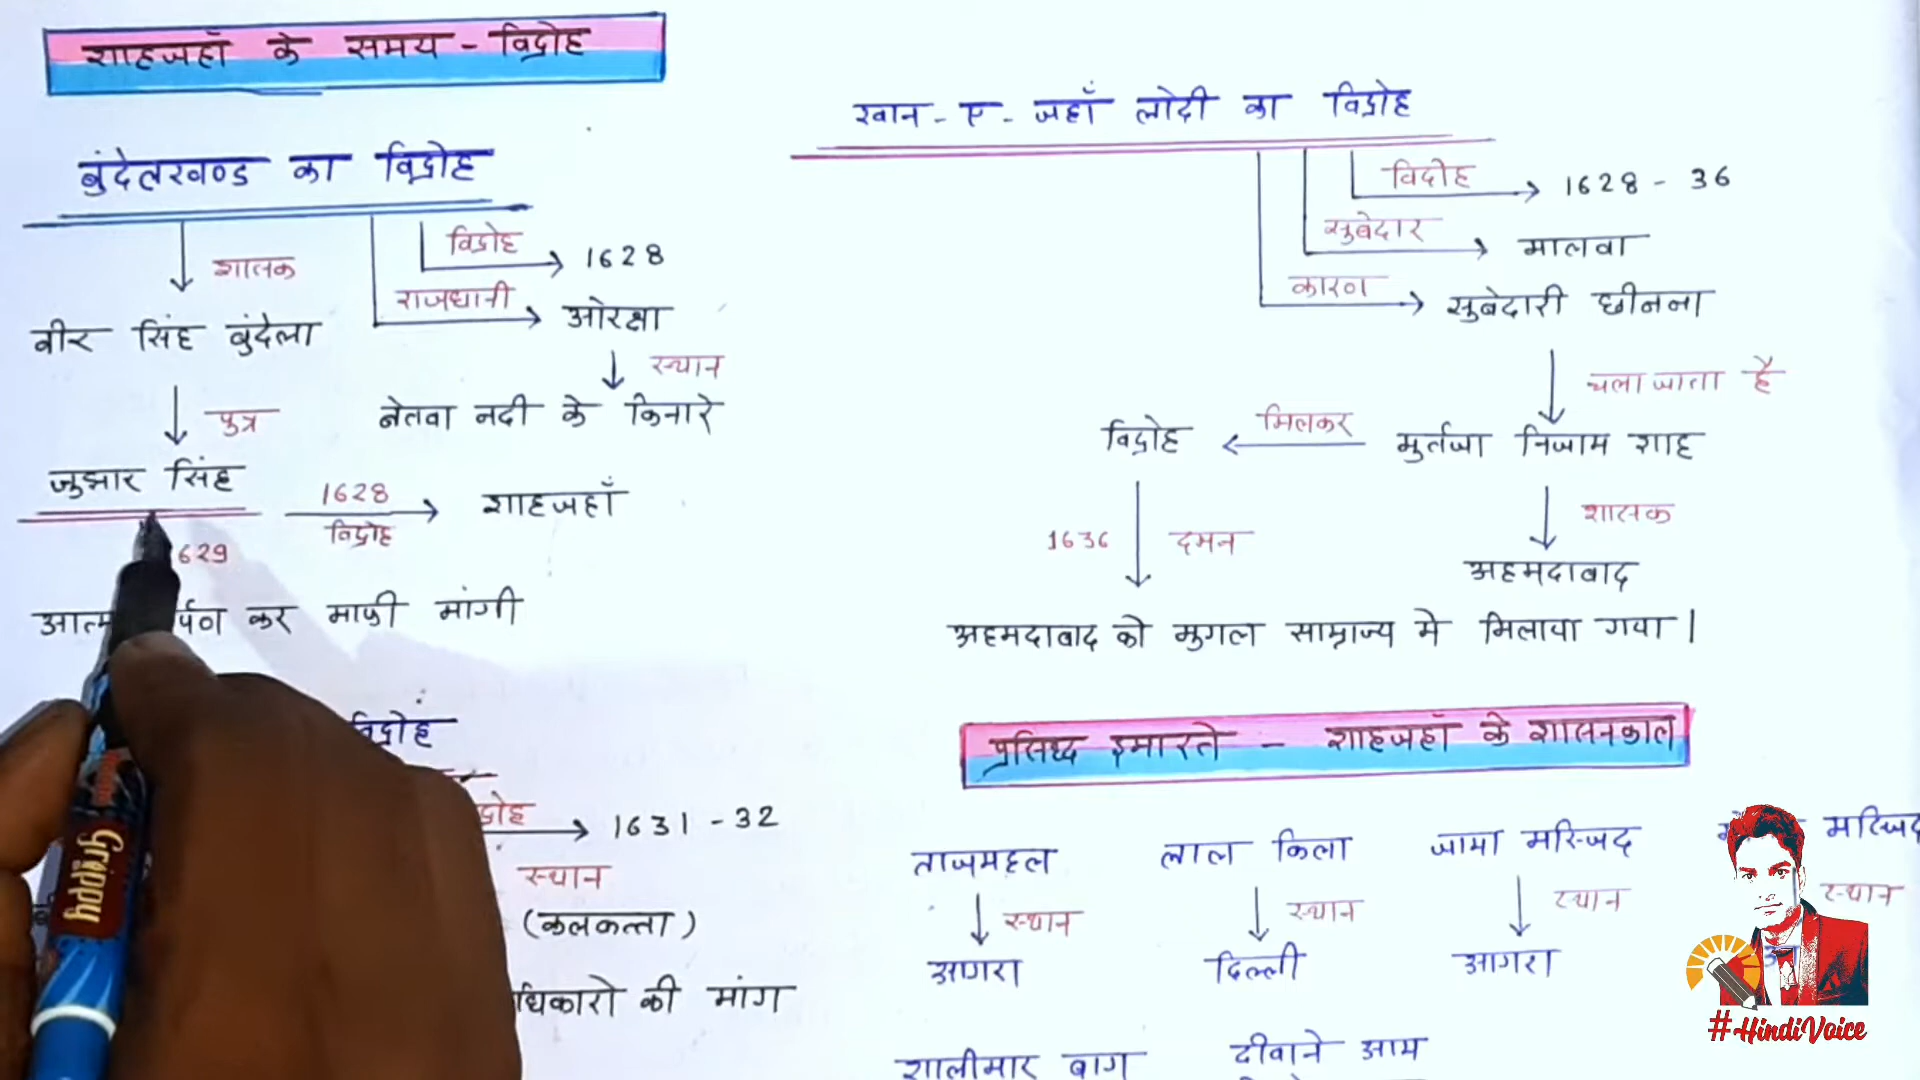 शाहजहाँ के समय - विद्रोह
बुंदेलखण्ड का विद्रोह
विद्रोह
1628
शासक
राजधानी
ओरक्षा
वीर सिंह बुंदेला
स्थान
पुत्र
बेतवा नदी के किनारे
जुझार सिंह
1628
विद्रोह
शाहजहाँ
629
कर माफी मांगी
विद्रोह
1631 - 32
स्थान
(कलकत्ता)
की मांग
खान - ए - जहाँ लोदी का विद्रोह
विद्रोह
1628 - 36
सुबेदार
मालवा
कारण
सुबेदारी छीनना
चला जाता है
मुर्तजा निजाम शाह
मिलकर
विद्रोह
शासक
अहमदाबाद
1636
दमन
अहमदाबाद को मुगल साम्राज्य मे मिलाया गया |
प्रसिद्ध इमारते - शाहजहाँ के शासनकाल
ताजमहल लाल किला जामा मस्जिद मस्जिद
स्थान स्थान स्थान स्थान
आगरा दिल्ली आगरा
शालीमार बाग दीवाने आम
Grippy
#HindiVoice